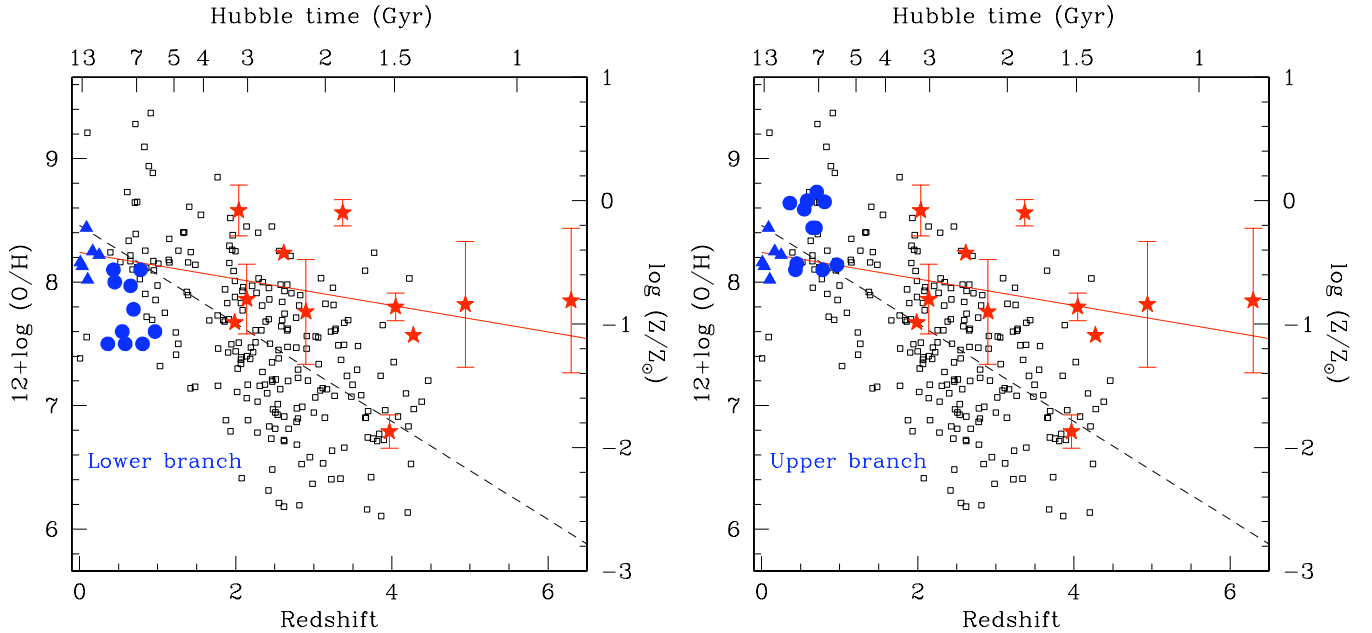 Hubble time (Gyr)
13 7 5 4 3 2 1.5 1
12+log (O/H)
9
8
7
6
1
0
−1
−2
−3
log (Z/Z⊙)
Lower branch
0 2 4 6
Redshift
Hubble time (Gyr)
13 7 5 4 3 2 1.5 1
12+log (O/H)
9
8
7
6
1
0
−1
−2
−3
log (Z/Z⊙)
Upper branch
0 2 4 6
Redshift